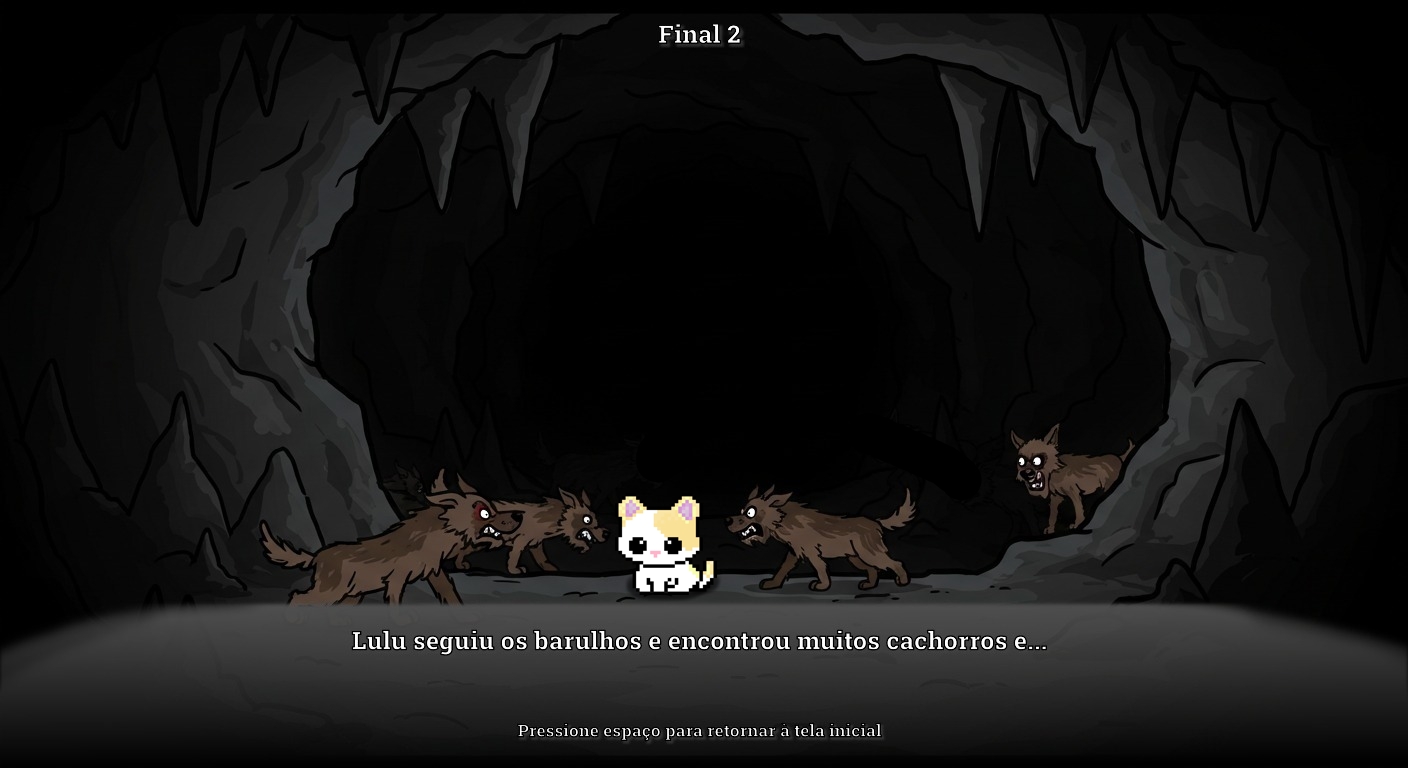 Final 2
Lulu seguiu os barulhos e encontrou muitos cachorros e...
Pressione espaço para retornar à tela inicial